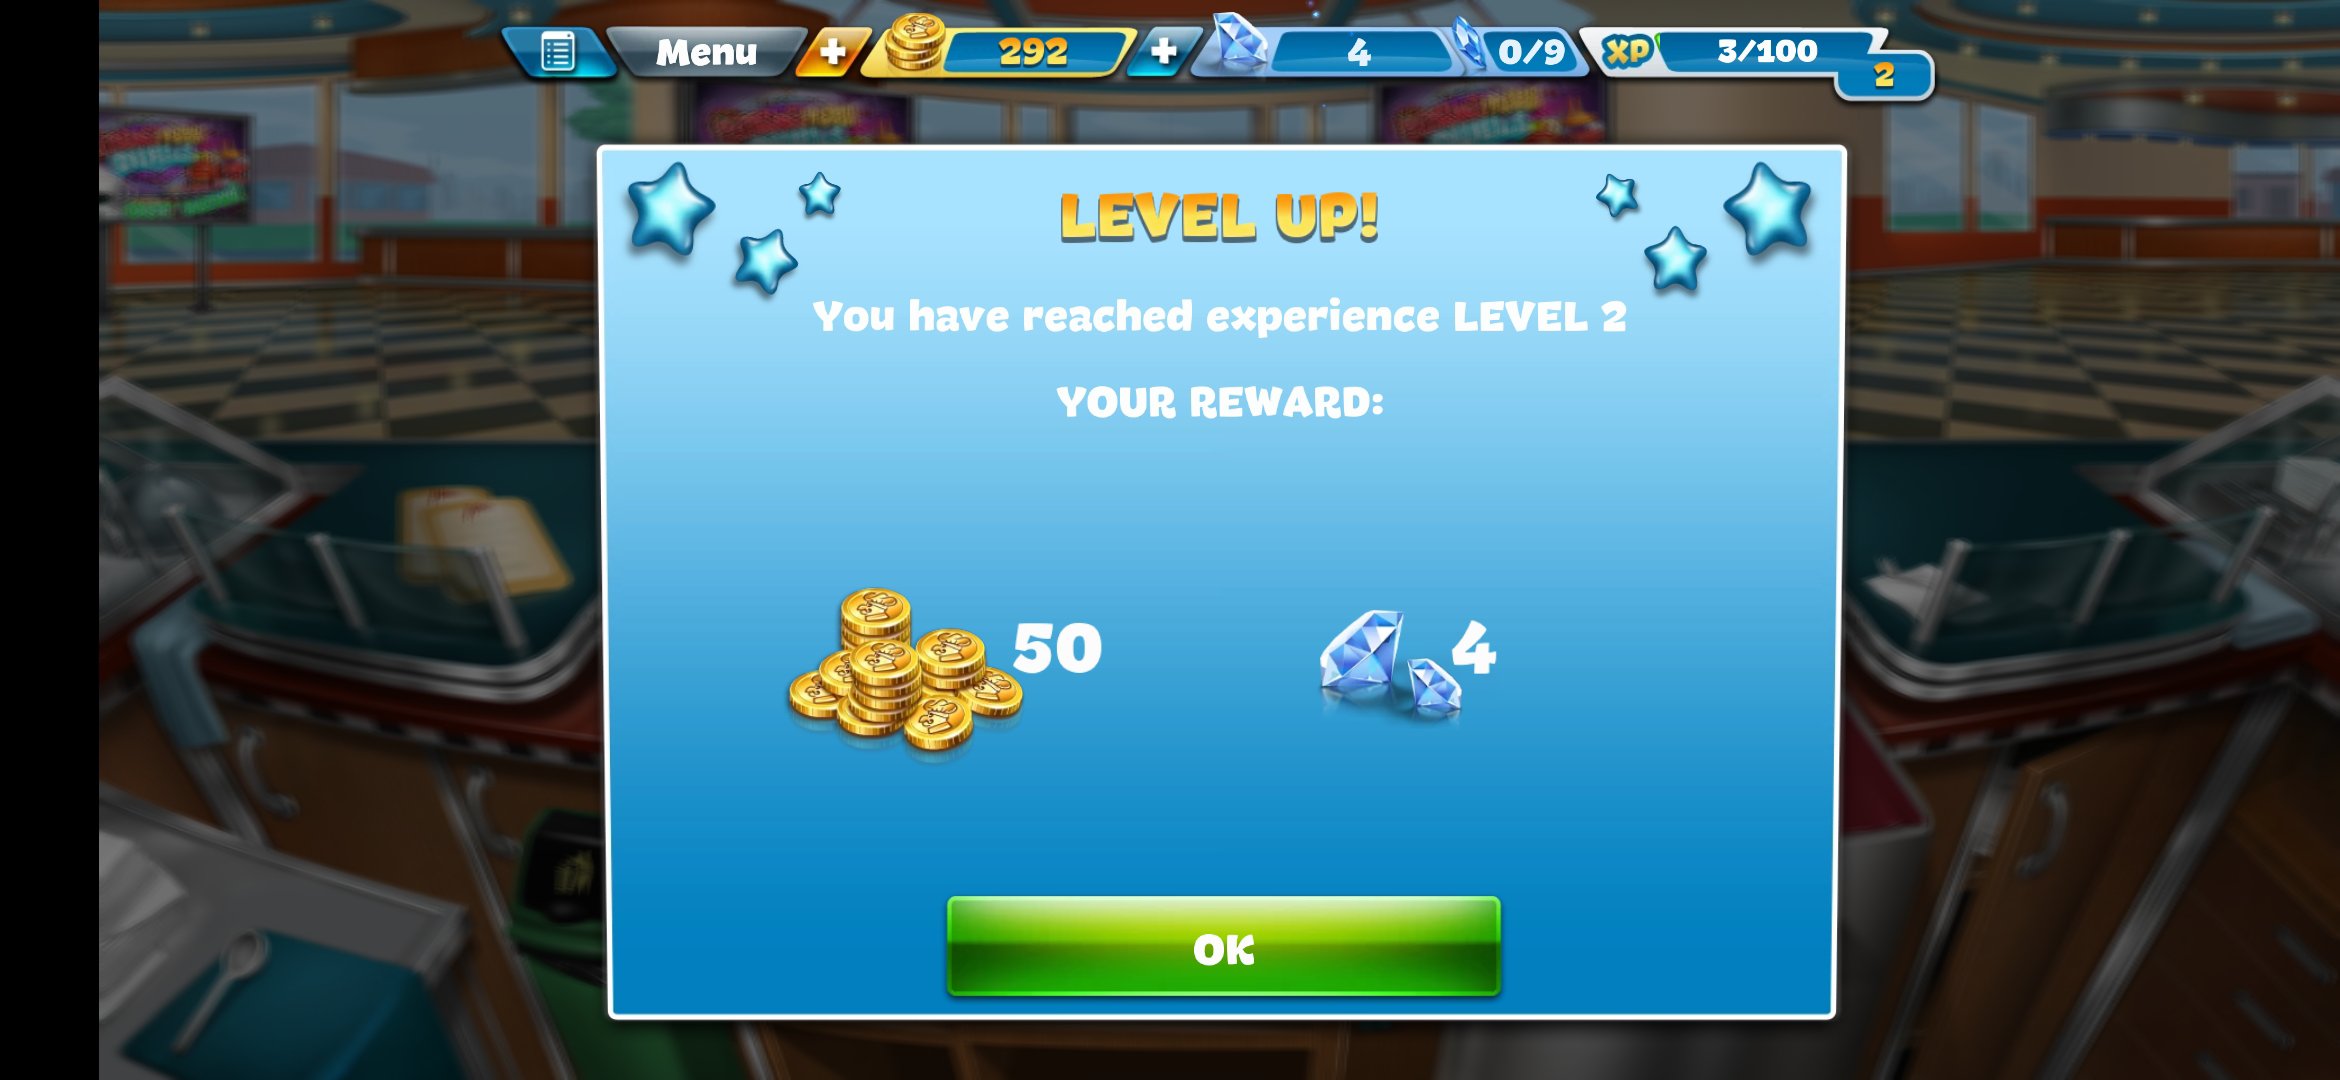 Menu
292
4
0/9
XP
3/100
2
LEVEL UP!
You have reached experience LEVEL 2
YOUR REWARD:
50
4
OK